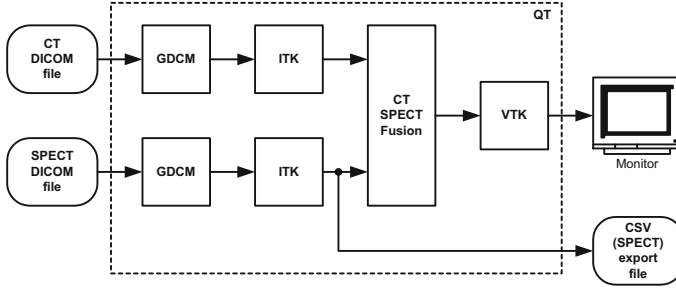 QT
CT
DICOM
file
GDCM
ITK
CT
SPECT
Fusion
VTK
Monitor
SPECT
DICOM
file
GDCM
ITK
CSV
(SPECT)
export
file